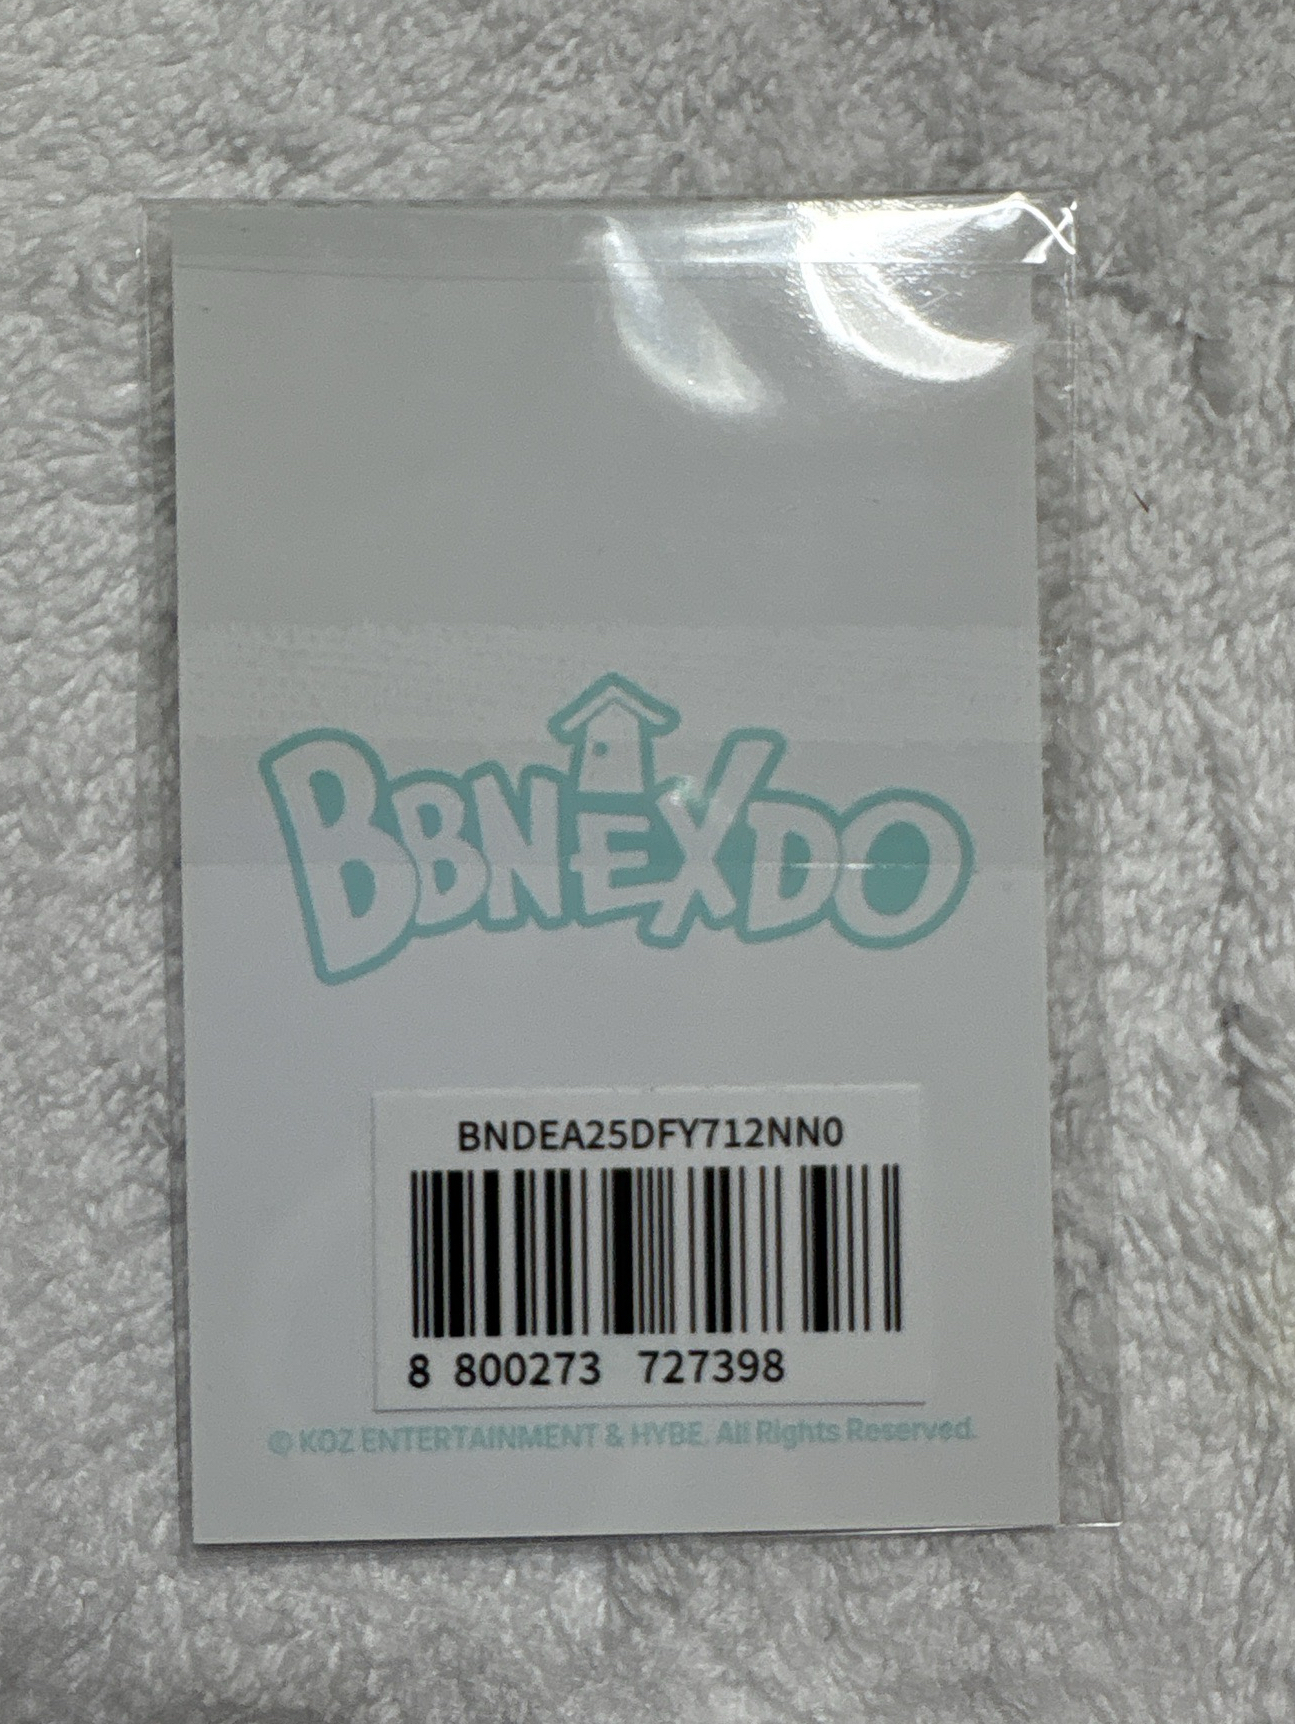 BBNEXDO
BNDEA25DFY712NN0
8 800273 727398
© KOZ ENTERTAINMENT & HYBE. All Rights Reserved.